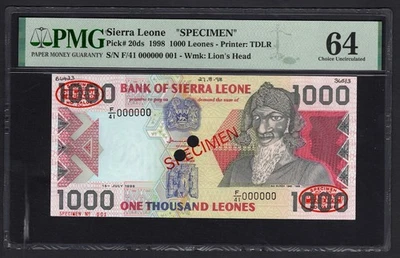 PMG
PAPER MONEY GUARANTY
Sierra Leone "SPECIMEN"
Pick# 20ds 1998 1000 Leones - Printer: TDLR
S/N F/41 000000 001 - Wmk: Lion's Head
64
Choice Uncirculated
1000 BANK OF SIERRA LEONE 1000
F/41 000000
SPECIMEN
F/41 000000
1000
ONE THOUSAND LEONES
1000
SPECIMEN Nº 001